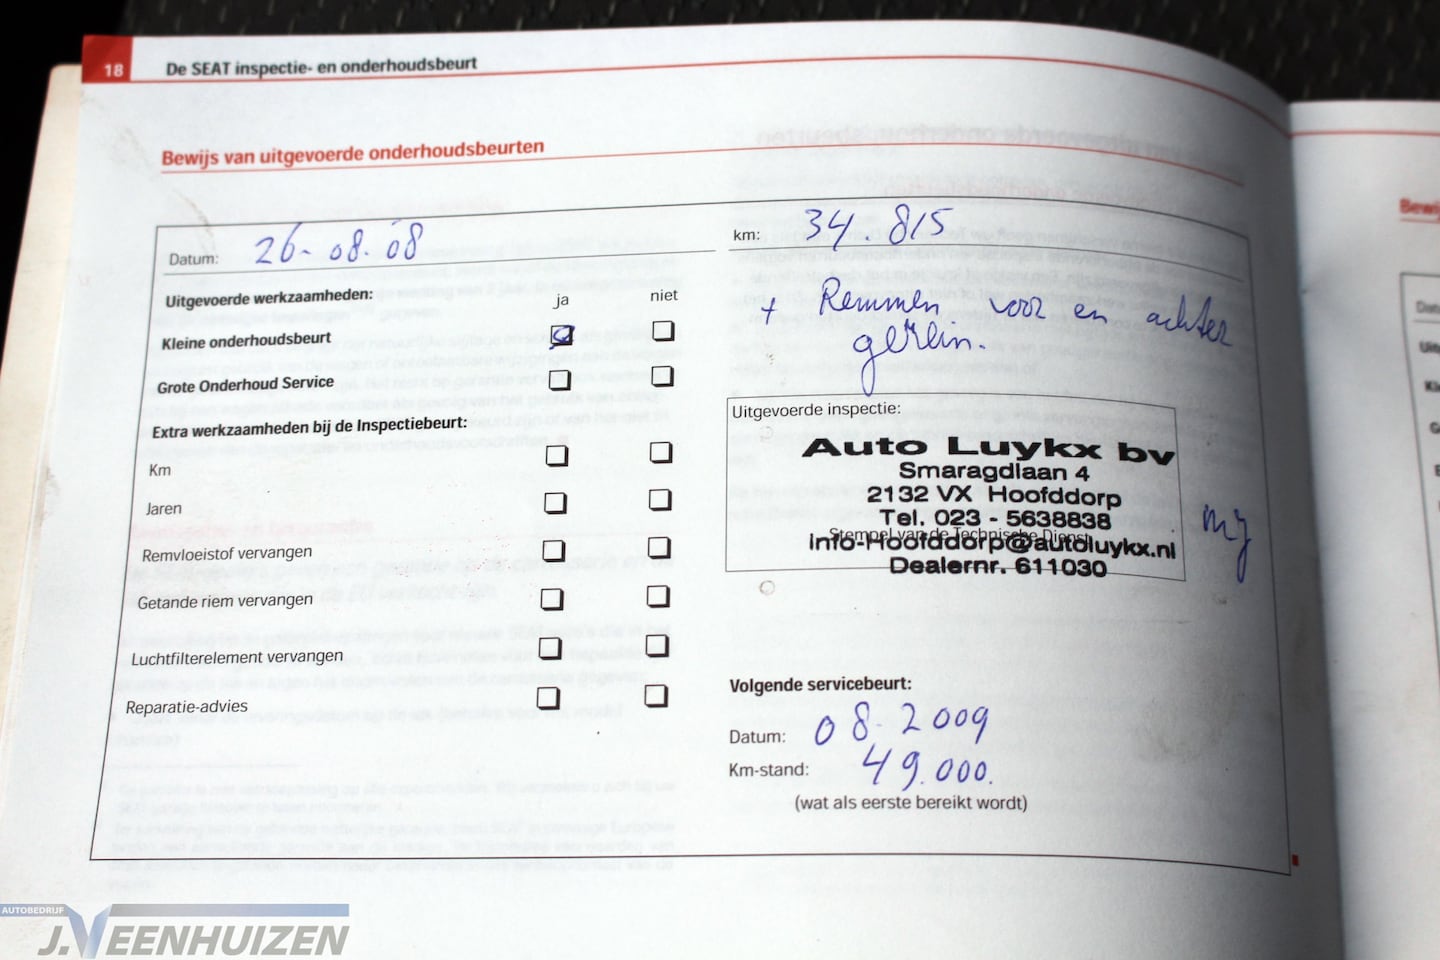 18 De SEAT inspectie- en onderhoudsbeurt
Bewijs van uitgevoerde onderhoudsbeurten
Datum: 26-08-08
km: 34.815
Uitgevoerde werkzaamheden: ja niet
Kleine onderhoudsbeurt
Grote Onderhoud Service
Extra werkzaamheden bij de Inspectiebeurt:
Km
Jaren
Remvloeistof vervangen
Getande riem vervangen
Luchtfilterelement vervangen
Reparatie-advies
+ Remmen voor en achter
Uitgevoerde inspectie:
Auto Luykx bv
Smaragdlaan 4
2132 VX Hoofddorp
Tel. 023 - 5638838
Stempel van de Technische Dienst
info-Hoofddorp@autoluykx.nl
Dealernr. 611030
Volgende servicebeurt:
Datum: 08-2009
Km-stand: 49.000.
(wat als eerste bereikt wordt)
AUTOBEDRIJF
J.VEENHUIZEN